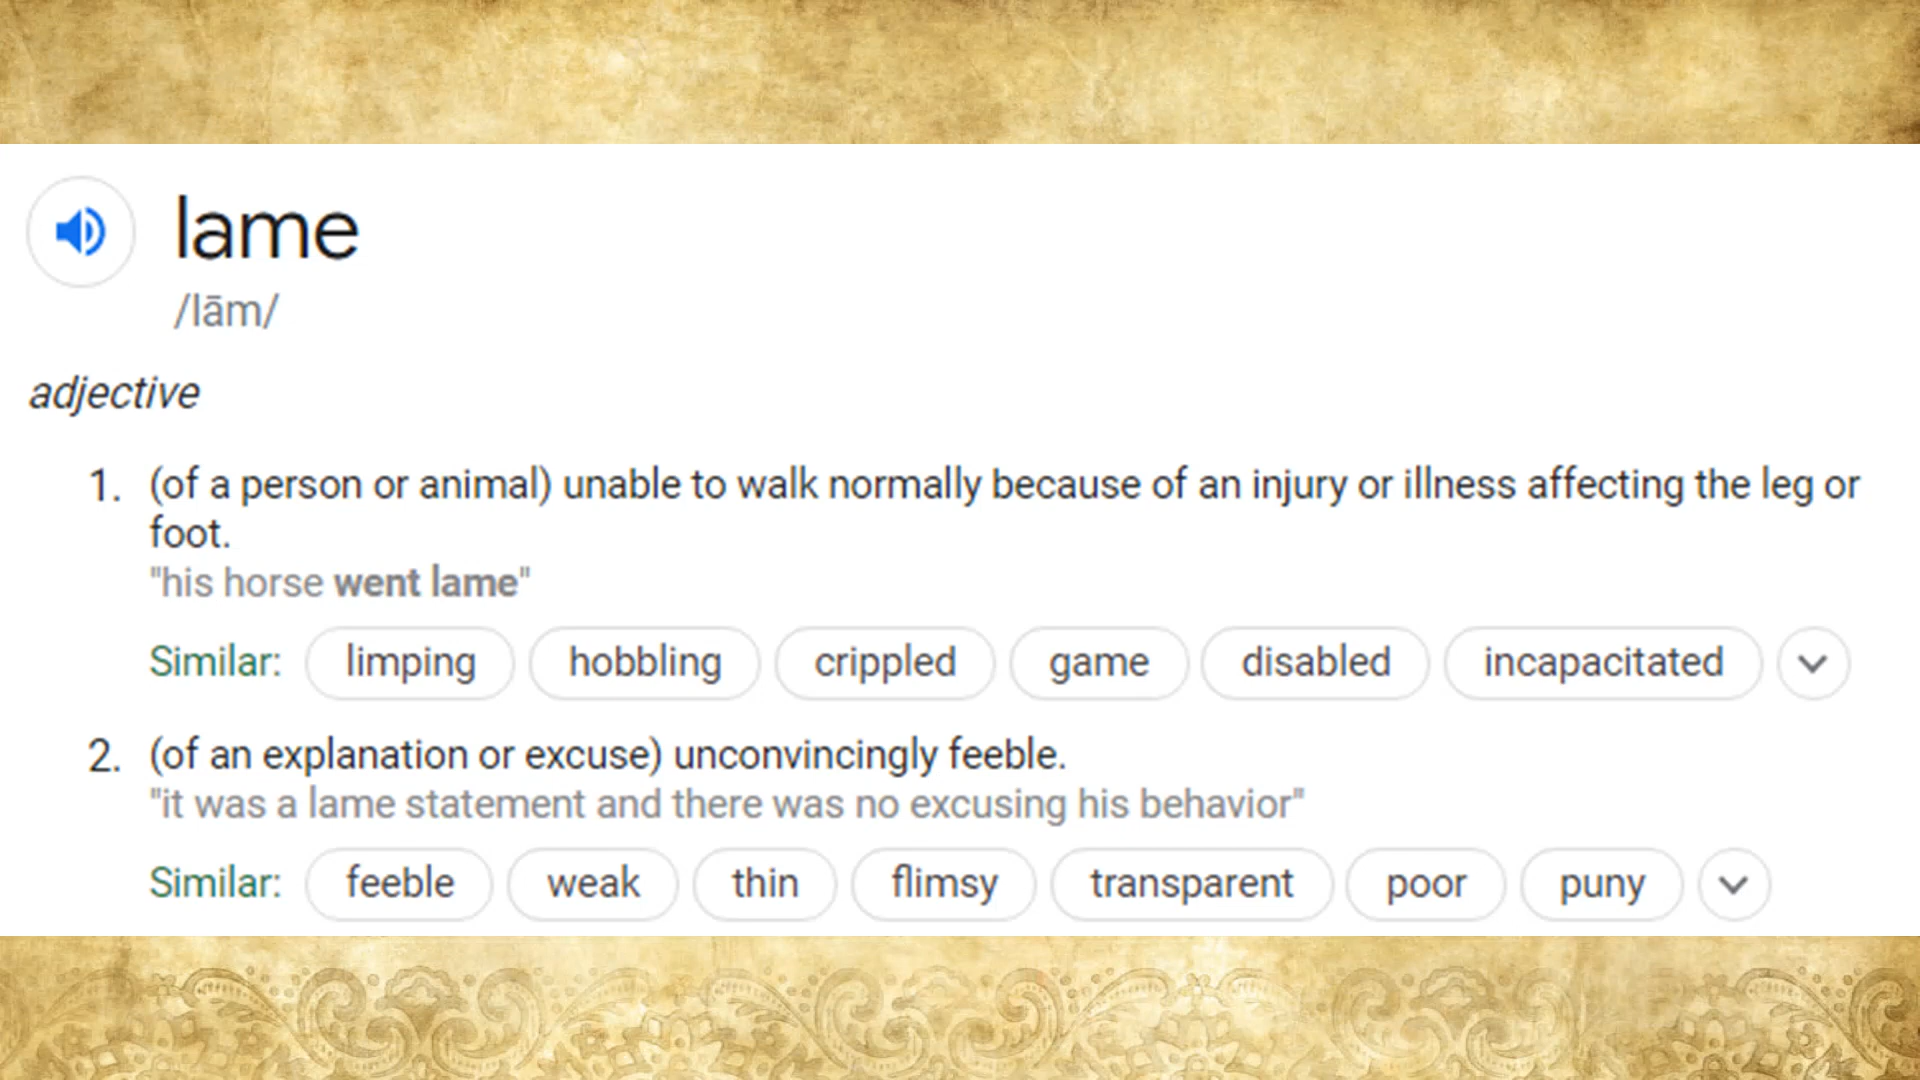 lame
/lām/
adjective
1. (of a person or animal) unable to walk normally because of an injury or illness affecting the leg or
foot.
"his horse went lame"
Similar: limping hobbling crippled game disabled incapacitated
2. (of an explanation or excuse) unconvincingly feeble.
"it was a lame statement and there was no excusing his behavior"
Similar: feeble weak thin flimsy transparent poor puny